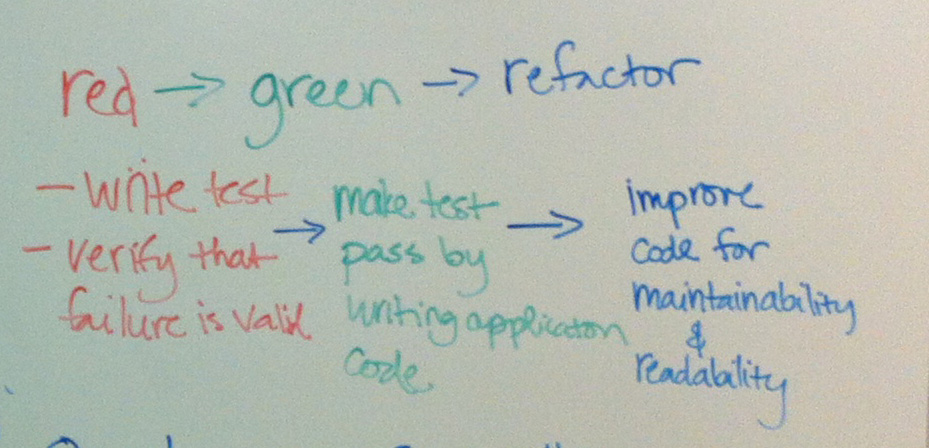 red → green → refactor
- write test
- verify that
failure is valid
→
make test
pass by
writing application
code
→
improve
code for
maintainability
&
readability